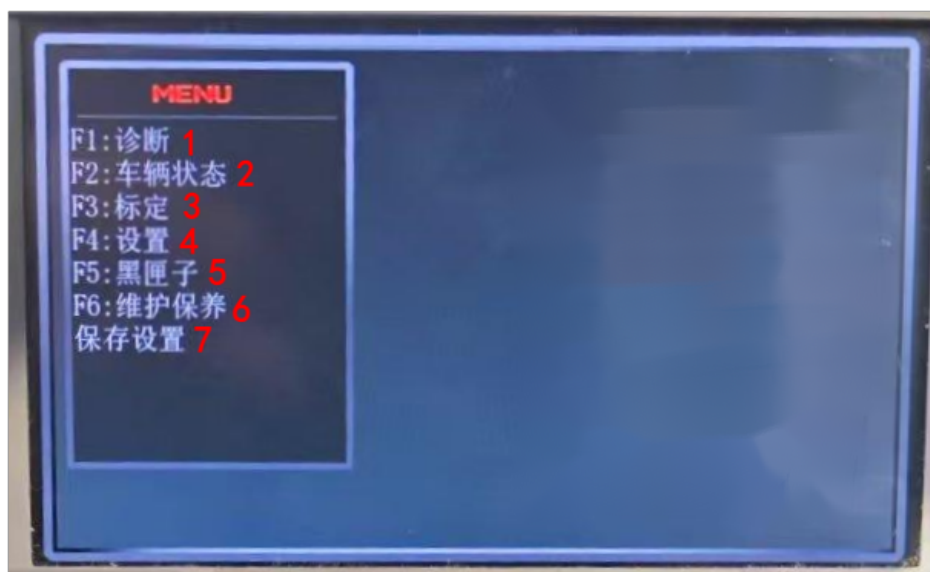 MENU
F1:诊断 1
F2:车辆状态 2
F3:标定 3
F4:设置 4
F5:黑匣子 5
F6:维护保养 6
保存设置 7